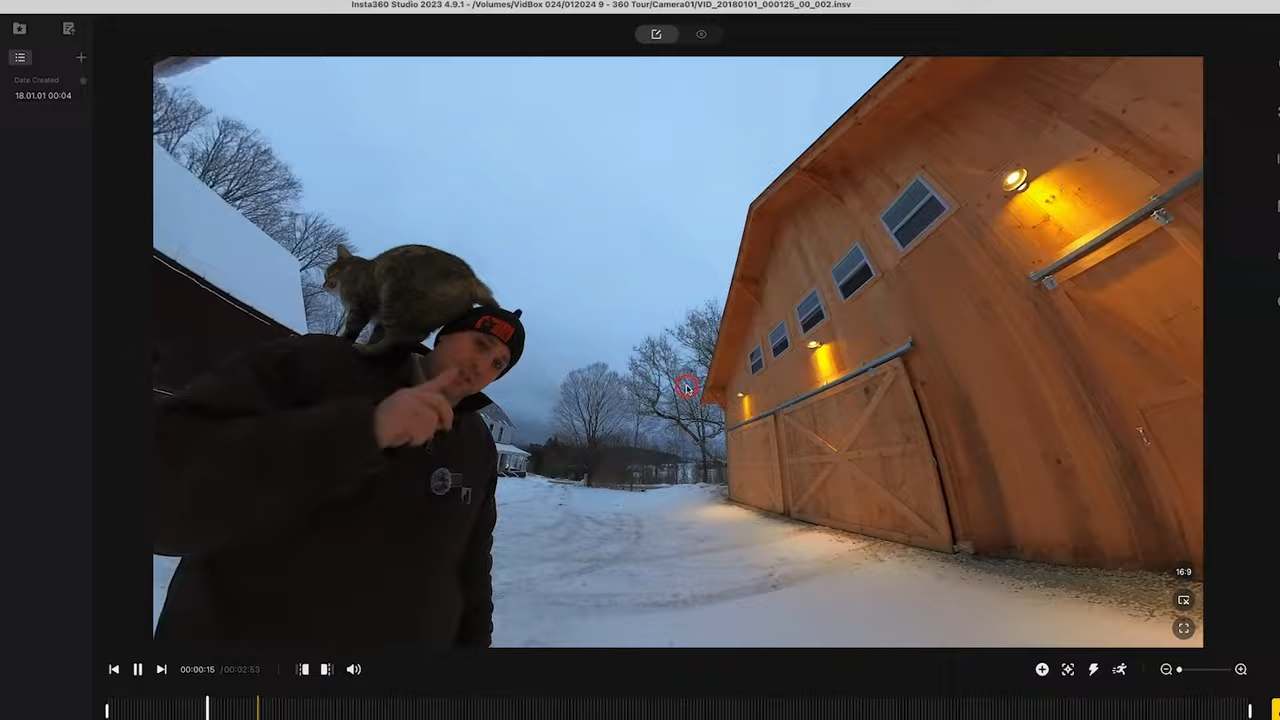 Insta360 Studio 2023 4.9.1 - /Volumes/VidBox 024/012024 9 - 360 Tour/Camera01/VID_20180101_000125_00_002.insv
Date Created
18.01.01 00:04
16:9
00:00:15 / 00:02:53